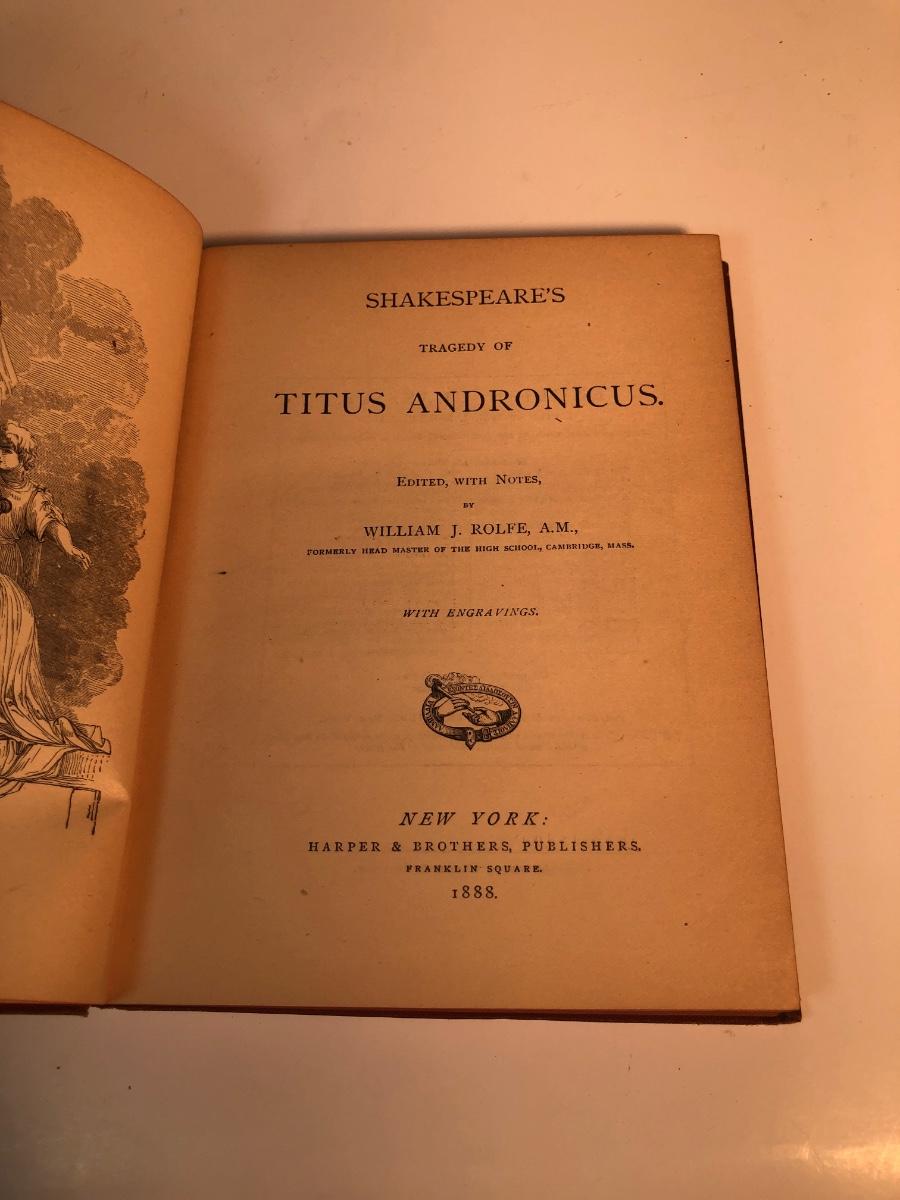 SHAKESPEARE'S
TRAGEDY OF
TITUS ANDRONICUS.
EDITED, WITH NOTES,
BY
WILLIAM J. ROLFE, A.M.,
FORMERLY HEAD MASTER OF THE HIGH SCHOOL, CAMBRIDGE, MASS.
WITH ENGRAVINGS.
NEW YORK:
HARPER & BROTHERS, PUBLISHERS.
FRANKLIN SQUARE.
1888.